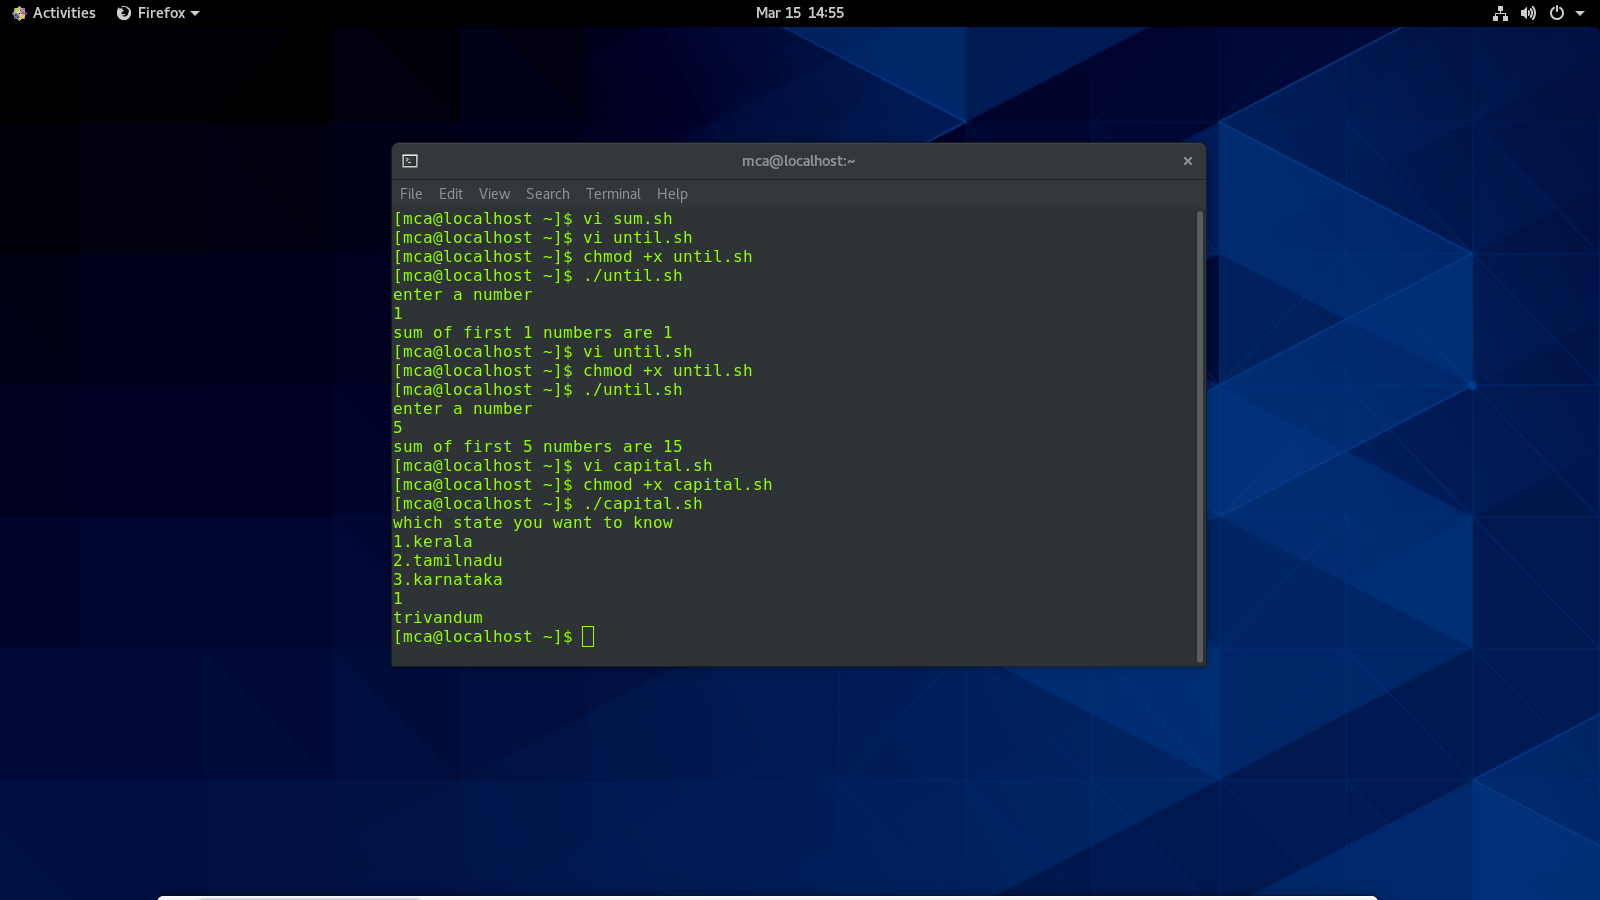 Activities Firefox Mar 15 14:55
mca@localhost:~
File Edit View Search Terminal Help
[mca@localhost ~]$ vi sum.sh
[mca@localhost ~]$ vi until.sh
[mca@localhost ~]$ chmod +x until.sh
[mca@localhost ~]$ ./until.sh
enter a number
1
sum of first 1 numbers are 1
[mca@localhost ~]$ vi until.sh
[mca@localhost ~]$ chmod +x until.sh
[mca@localhost ~]$ ./until.sh
enter a number
5
sum of first 5 numbers are 15
[mca@localhost ~]$ vi capital.sh
[mca@localhost ~]$ chmod +x capital.sh
[mca@localhost ~]$ ./capital.sh
which state you want to know
1.kerala
2.tamilnadu
3.karnataka
1
trivandum
[mca@localhost ~]$